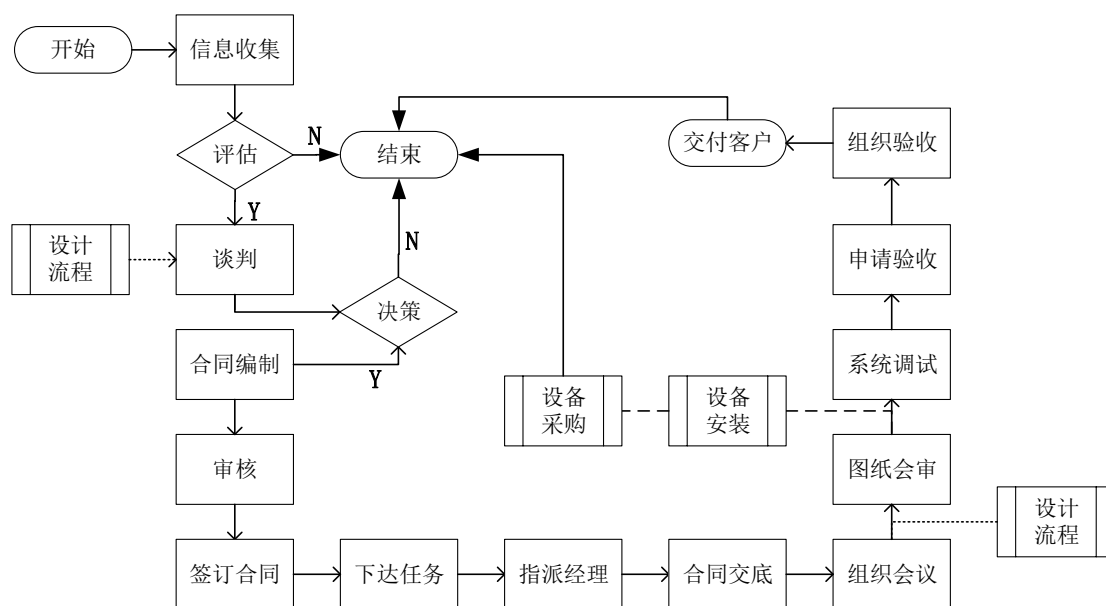 开始
信息收集
评估
N
结束
交付客户
组织验收
Y
设计
流程
谈判
N
决策
申请验收
合同编制
Y
系统调试
设备
采购
设备
安装
审核
图纸会审
设计
流程
签订合同
下达任务
指派经理
合同交底
组织会议